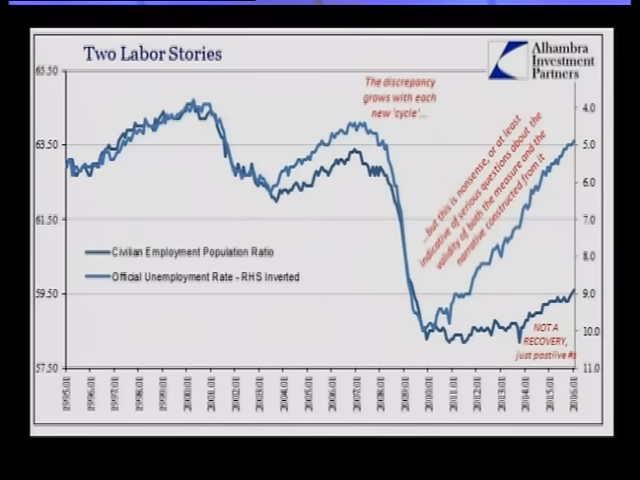 Two Labor Stories
Alhambra
Investment
Partners
The discrepancy
grows with each
new 'cycle'...
...but this is nonsense, or at least
indicative of serious questions about the
validity of both the measure and the
narrative constructed from it
Civilian Employment Population Ratio
Official Unemployment Rate - RHS Inverted
NOT A
RECOVERY,
just positive #s
65.50
63.50
61.50
59.50
57.50
4.0
5.0
6.0
7.0
8.0
9.0
10.0
11.0
1995.01
1996.01
1997.01
1998.01
1999.01
2000.01
2001.01
2002.01
2003.01
2004.01
2005.01
2006.01
2007.01
2008.01
2009.01
2010.01
2011.01
2012.01
2013.01
2014.01
2015.01
2016.01